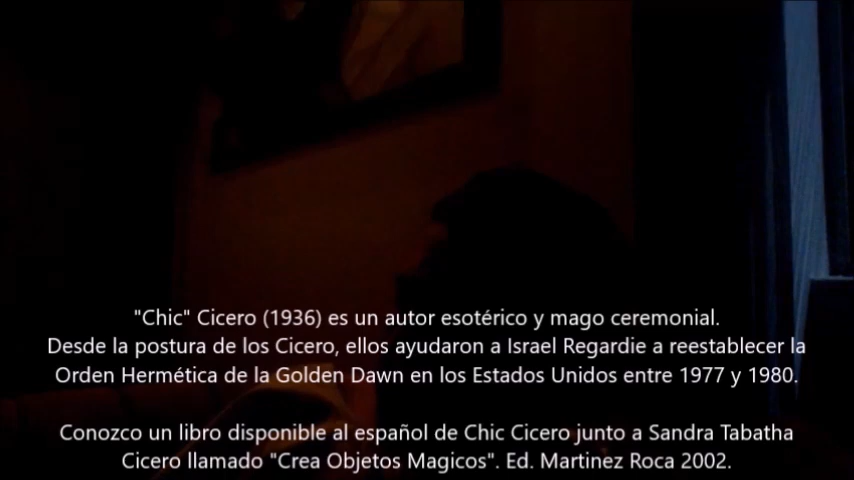 "Chic" Cicero (1936) es un autor esotérico y mago ceremonial.
Desde la postura de los Cicero, ellos ayudaron a Israel Regardie a reestablecer la
Orden Hermética de la Golden Dawn en los Estados Unidos entre 1977 y 1980.
Conozco un libro disponible al español de Chic Cicero junto a Sandra Tabatha
Cicero llamado "Crea Objetos Magicos". Ed. Martinez Roca 2002.